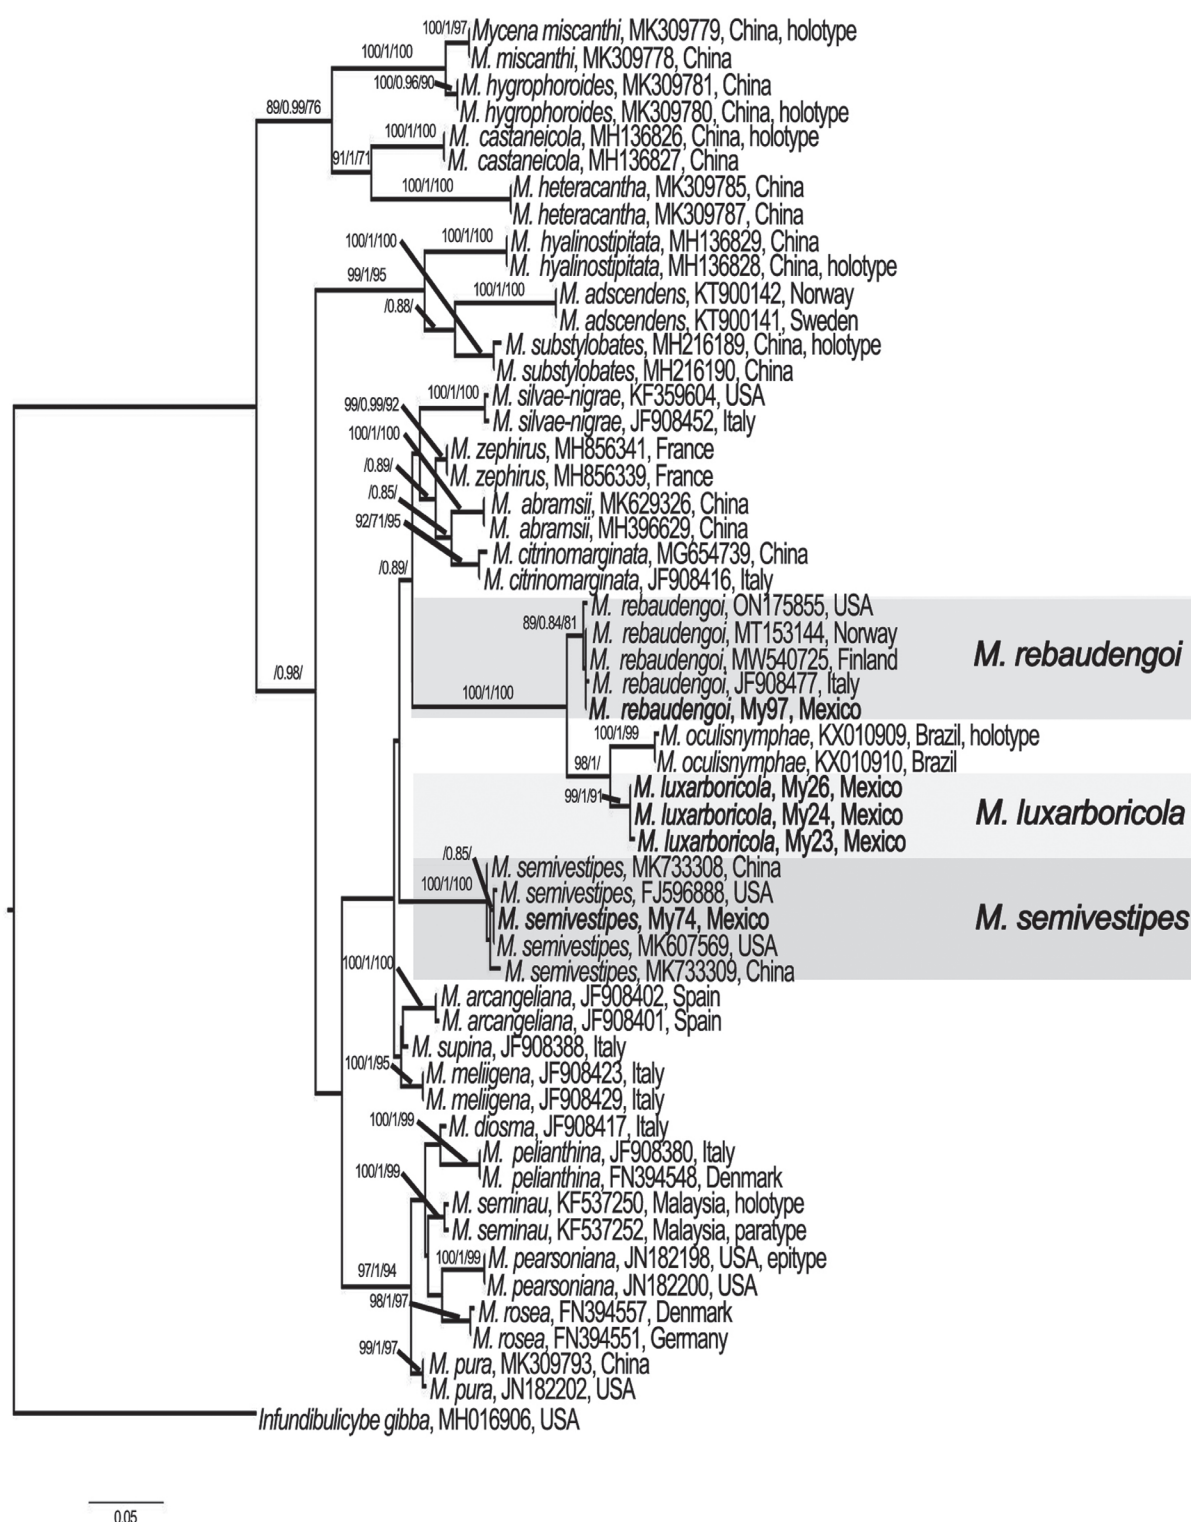 100/1/97 Mycena miscanthi, MK309779, China, holotype
100/1/100 M. miscanthi, MK309778, China
100/0.96/90 M. hygrophoroides, MK309781, China
89/0.99/76 M. hygrophoroides, MK309780, China, holotype
100/1/100 M. castaneicola, MH136826, China, holotype
91/1/71 M. castaneicola, MH136827, China
100/1/100 M. heteracantha, MK309785, China
M. heteracantha, MK309787, China
100/1/100 100/1/100 M. hyalinostipitata, MH136829, China
99/1/95 M. hyalinostipitata, MH136828, China, holotype
/0.88/ 100/1/100 M. adscendens, KT900142, Norway
M. adscendens, KT900141, Sweden
M. substylobates, MH216189, China, holotype
M. substylobates, MH216190, China
100/1/100 M. silvae-nigrae, KF359604, USA
99/0.99/92 M. silvae-nigrae, JF908452, Italy
100/1/100 M. zephirus, MH856341, France
/0.89/ M. zephirus, MH856339, France
/0.85/ M. abramsii, MK629326, China
92/71/95 M. abramsii, MH396629, China
M. citrinomarginata, MG654739, China
/0.89/ M. citrinomarginata, JF908416, Italy
M. rebaudengoi, ON175855, USA
89/0.84/81 M. rebaudengoi, MT153144, Norway
M. rebaudengoi, MW540725, Finland
M. rebaudengoi
/0.98/ 100/1/100 M. rebaudengoi, JF908477, Italy
M. rebaudengoi, My97, Mexico
100/1/99 M. oculisnymphae, KX010909, Brazil, holotype
98/1/ M. oculisnymphae, KX010910, Brazil
99/1/91 M. luxarboricola, My26, Mexico
M. luxarboricola, My24, Mexico
M. luxarboricola
M. luxarboricola, My23, Mexico
/0.85/ M. semivestipes, MK733308, China
100/1/100 M. semivestipes, FJ596888, USA
M. semivestipes, My74, Mexico
M. semivestipes
M. semivestipes, MK607569, USA
100/1/100 M. semivestipes, MK733309, China
M. arcangeliana, JF908402, Spain
M. arcangeliana, JF908401, Spain
M. supina, JF908388, Italy
100/1/95 M. meliigena, JF908423, Italy
M. meliigena, JF908429, Italy
100/1/99 M. diosma, JF908417, Italy
M. pelianthina, JF908380, Italy
100/1/99 M. pelianthina, FN394548, Denmark
M. seminau, KF537250, Malaysia, holotype
M. seminau, KF537252, Malaysia, paratype
100/1/99 M. pearsoniana, JN182198, USA, epitype
97/1/94 M. pearsoniana, JN182200, USA
98/1/97 M. rosea, FN394557, Denmark
M. rosea, FN394551, Germany
99/1/97 M. pura, MK309793, China
M. pura, JN182202, USA
Infundibulicybe gibba, MH016906, USA
0.05